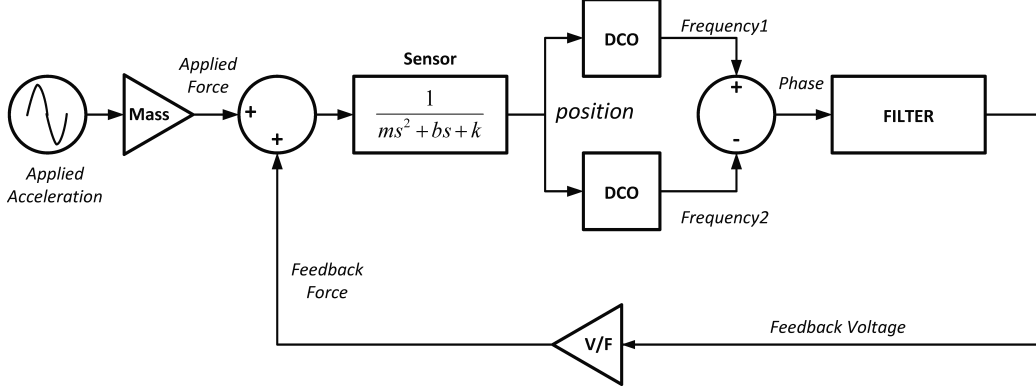 Frequency1
DCO
Sensor
Applied
Force
Mass
+
+
1
ms² + bs + k
position
+
-
Phase
FILTER
Applied
Acceleration
DCO
Frequency2
Feedback
Force
V/F
Feedback Voltage